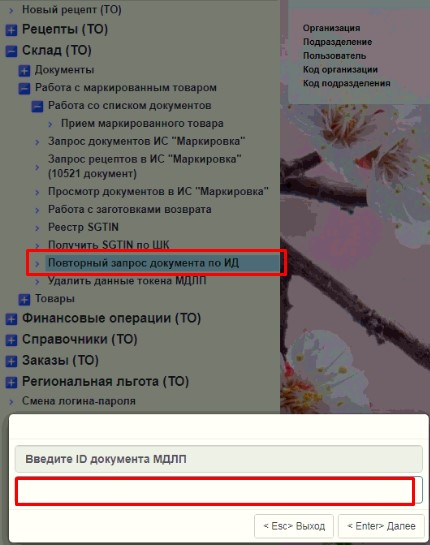 Новый рецепт (ТО)
Рецепты (ТО)
Склад (ТО)
Документы
Работа с маркированным товаром
Работа со списком документов
Прием маркированного товара
Запрос документов ИС "Маркировка"
Запрос рецептов в ИС "Маркировка"
(10521 документ)
Просмотр документов в ИС "Маркировка"
Работа с заготовками возврата
Реестр SGTIN
Получить SGTIN по ШК
Повторный запрос документа по ИД
Удалить данные токена МДЛП
Товары
Финансовые операции (ТО)
Справочники (ТО)
Заказы (ТО)
Региональная льгота (ТО)
Смена логина-пароля
Организация
Подразделение
Пользователь
Код организации
Код подразделения
Введите ID документа МДЛП
< Esc> Выход
< Enter> Далее